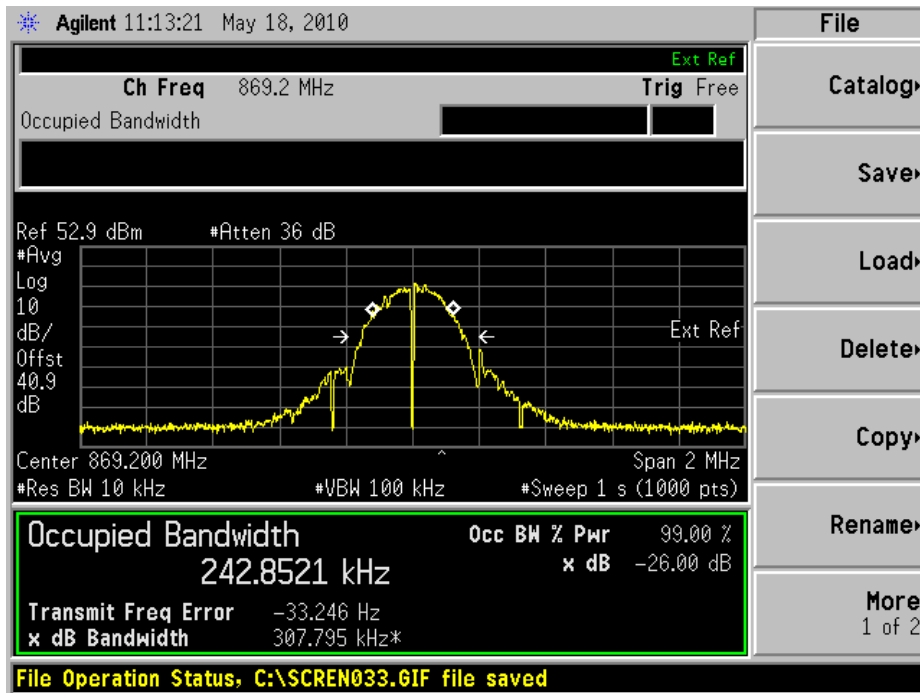 Agilent 11:13:21 May 18, 2010
File
Ext Ref
Ch Freq 869.2 MHz Trig Free
Occupied Bandwidth
Catalog
Save
Ref 52.9 dBm #Atten 36 dB
#Avg
Log
10
dB/
Offst
40.9
dB
Ext Ref
Load
Delete
Copy
Center 869.200 MHz Span 2 MHz
#Res BW 10 kHz #VBW 100 kHz #Sweep 1 s (1000 pts)
Occupied Bandwidth
242.8521 kHz
Occ BW % Pwr 99.00 %
x dB -26.00 dB
Transmit Freq Error -33.246 Hz
x dB Bandwidth 307.795 kHz*
Rename
More
1 of 2
File Operation Status, C:\SCREN033.GIF file saved